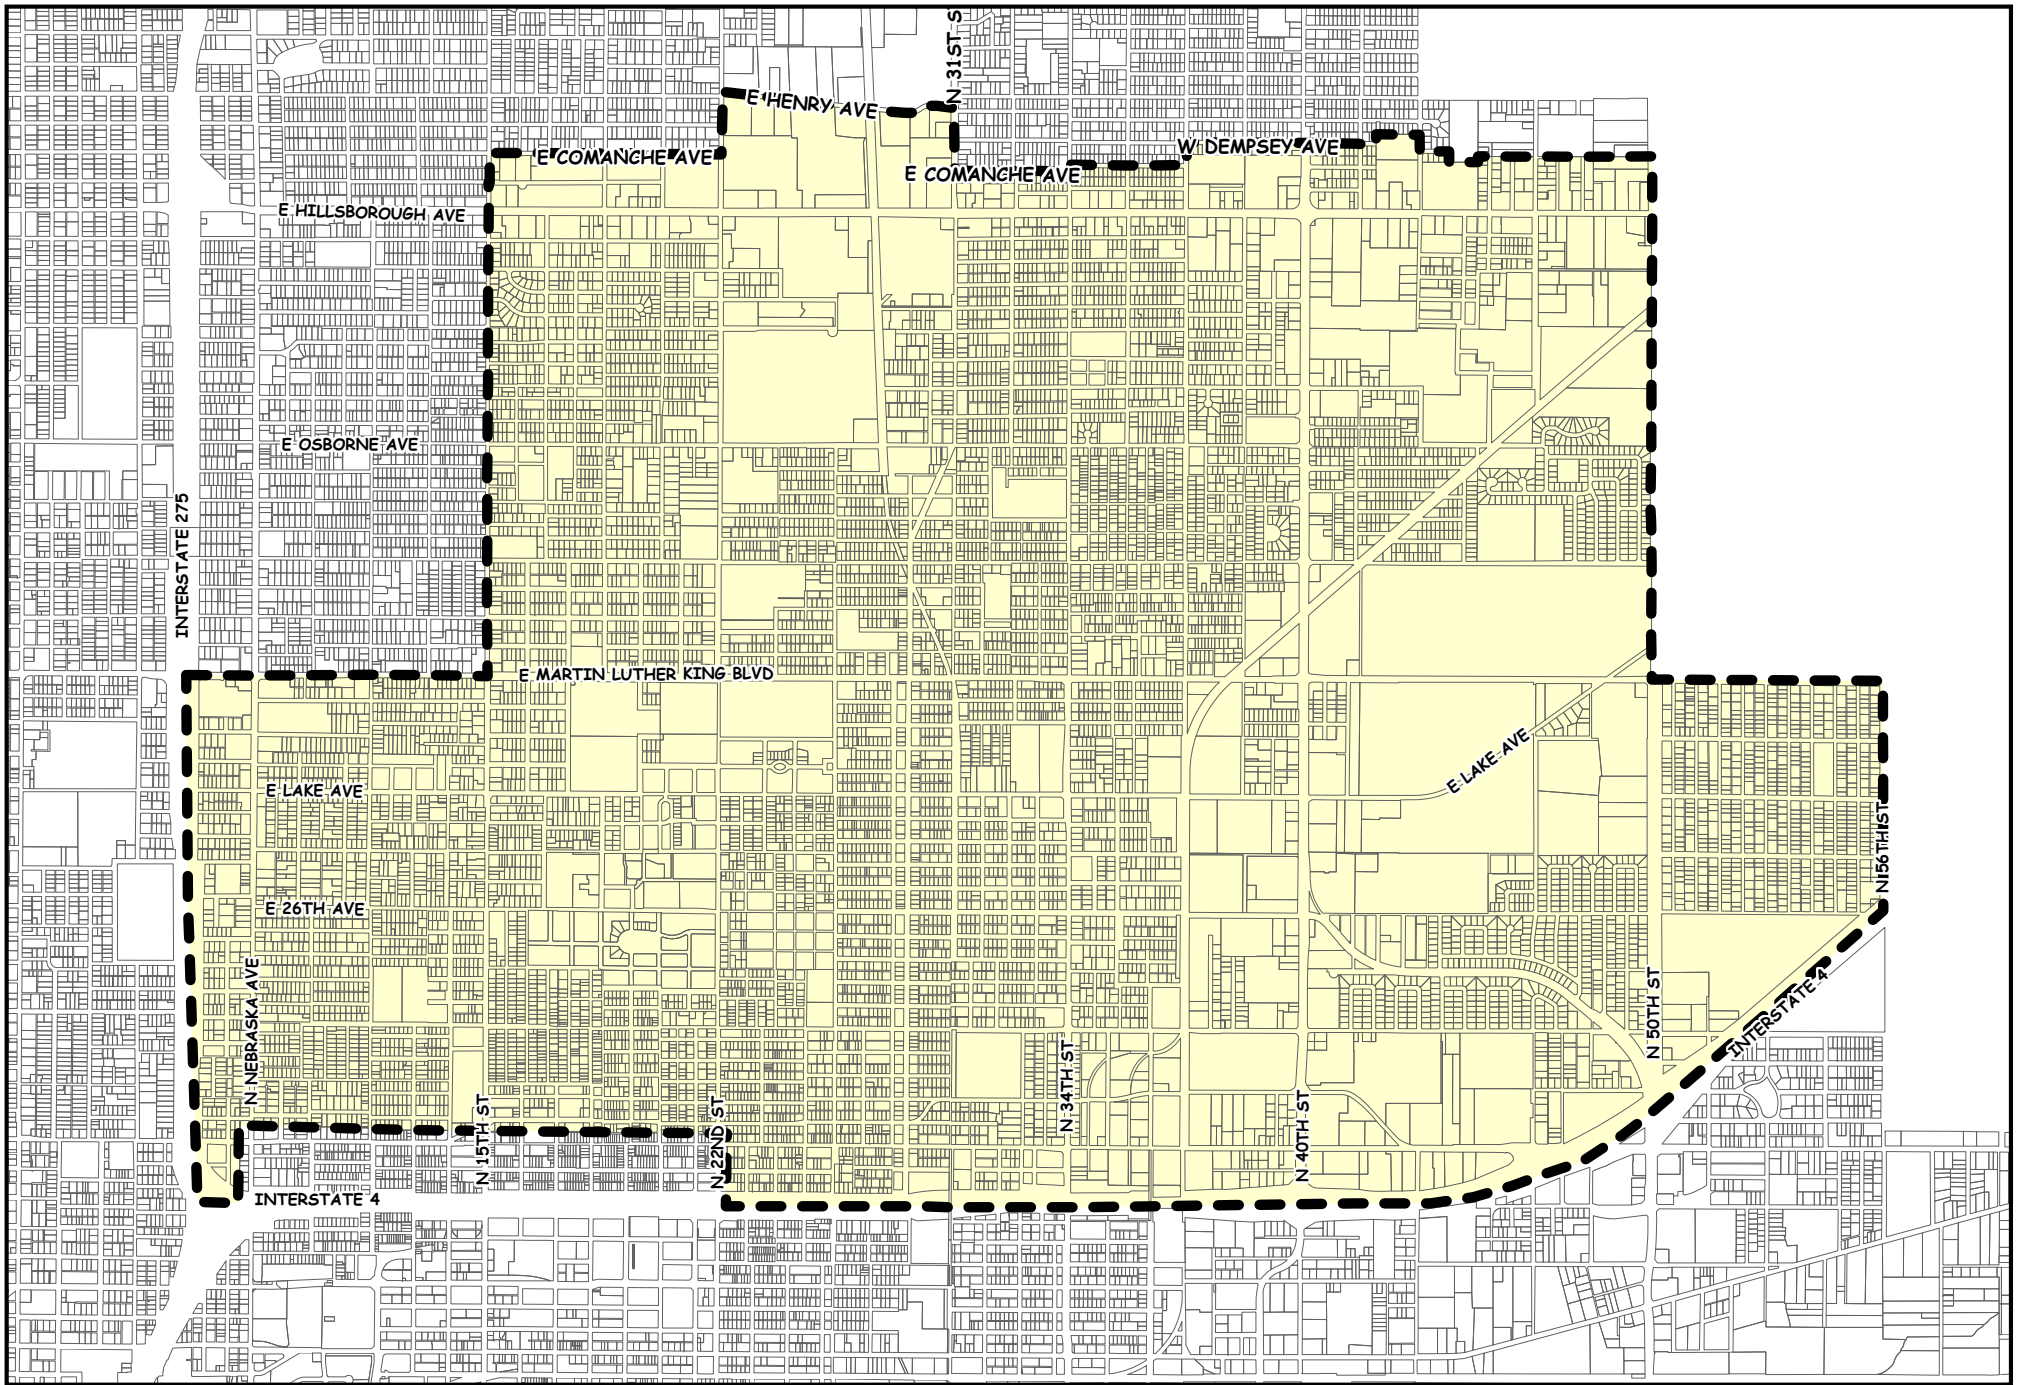 N 31ST S
E HENRY AVE
E COMANCHE AVE
W DEMPSEY AVE
E COMANCHE AVE
E HILLSBOROUGH AVE
E OSBORNE AVE
INTERSTATE 275
E MARTIN LUTHER KING BLVD
E LAKE AVE
E LAKE AVE
N 56TH ST
E 26TH AVE
N NEBRASKA AVE
N 50TH ST
INTERSTATE 4
N 34TH ST
N 15TH ST
N 22ND ST
N 40TH ST
INTERSTATE 4